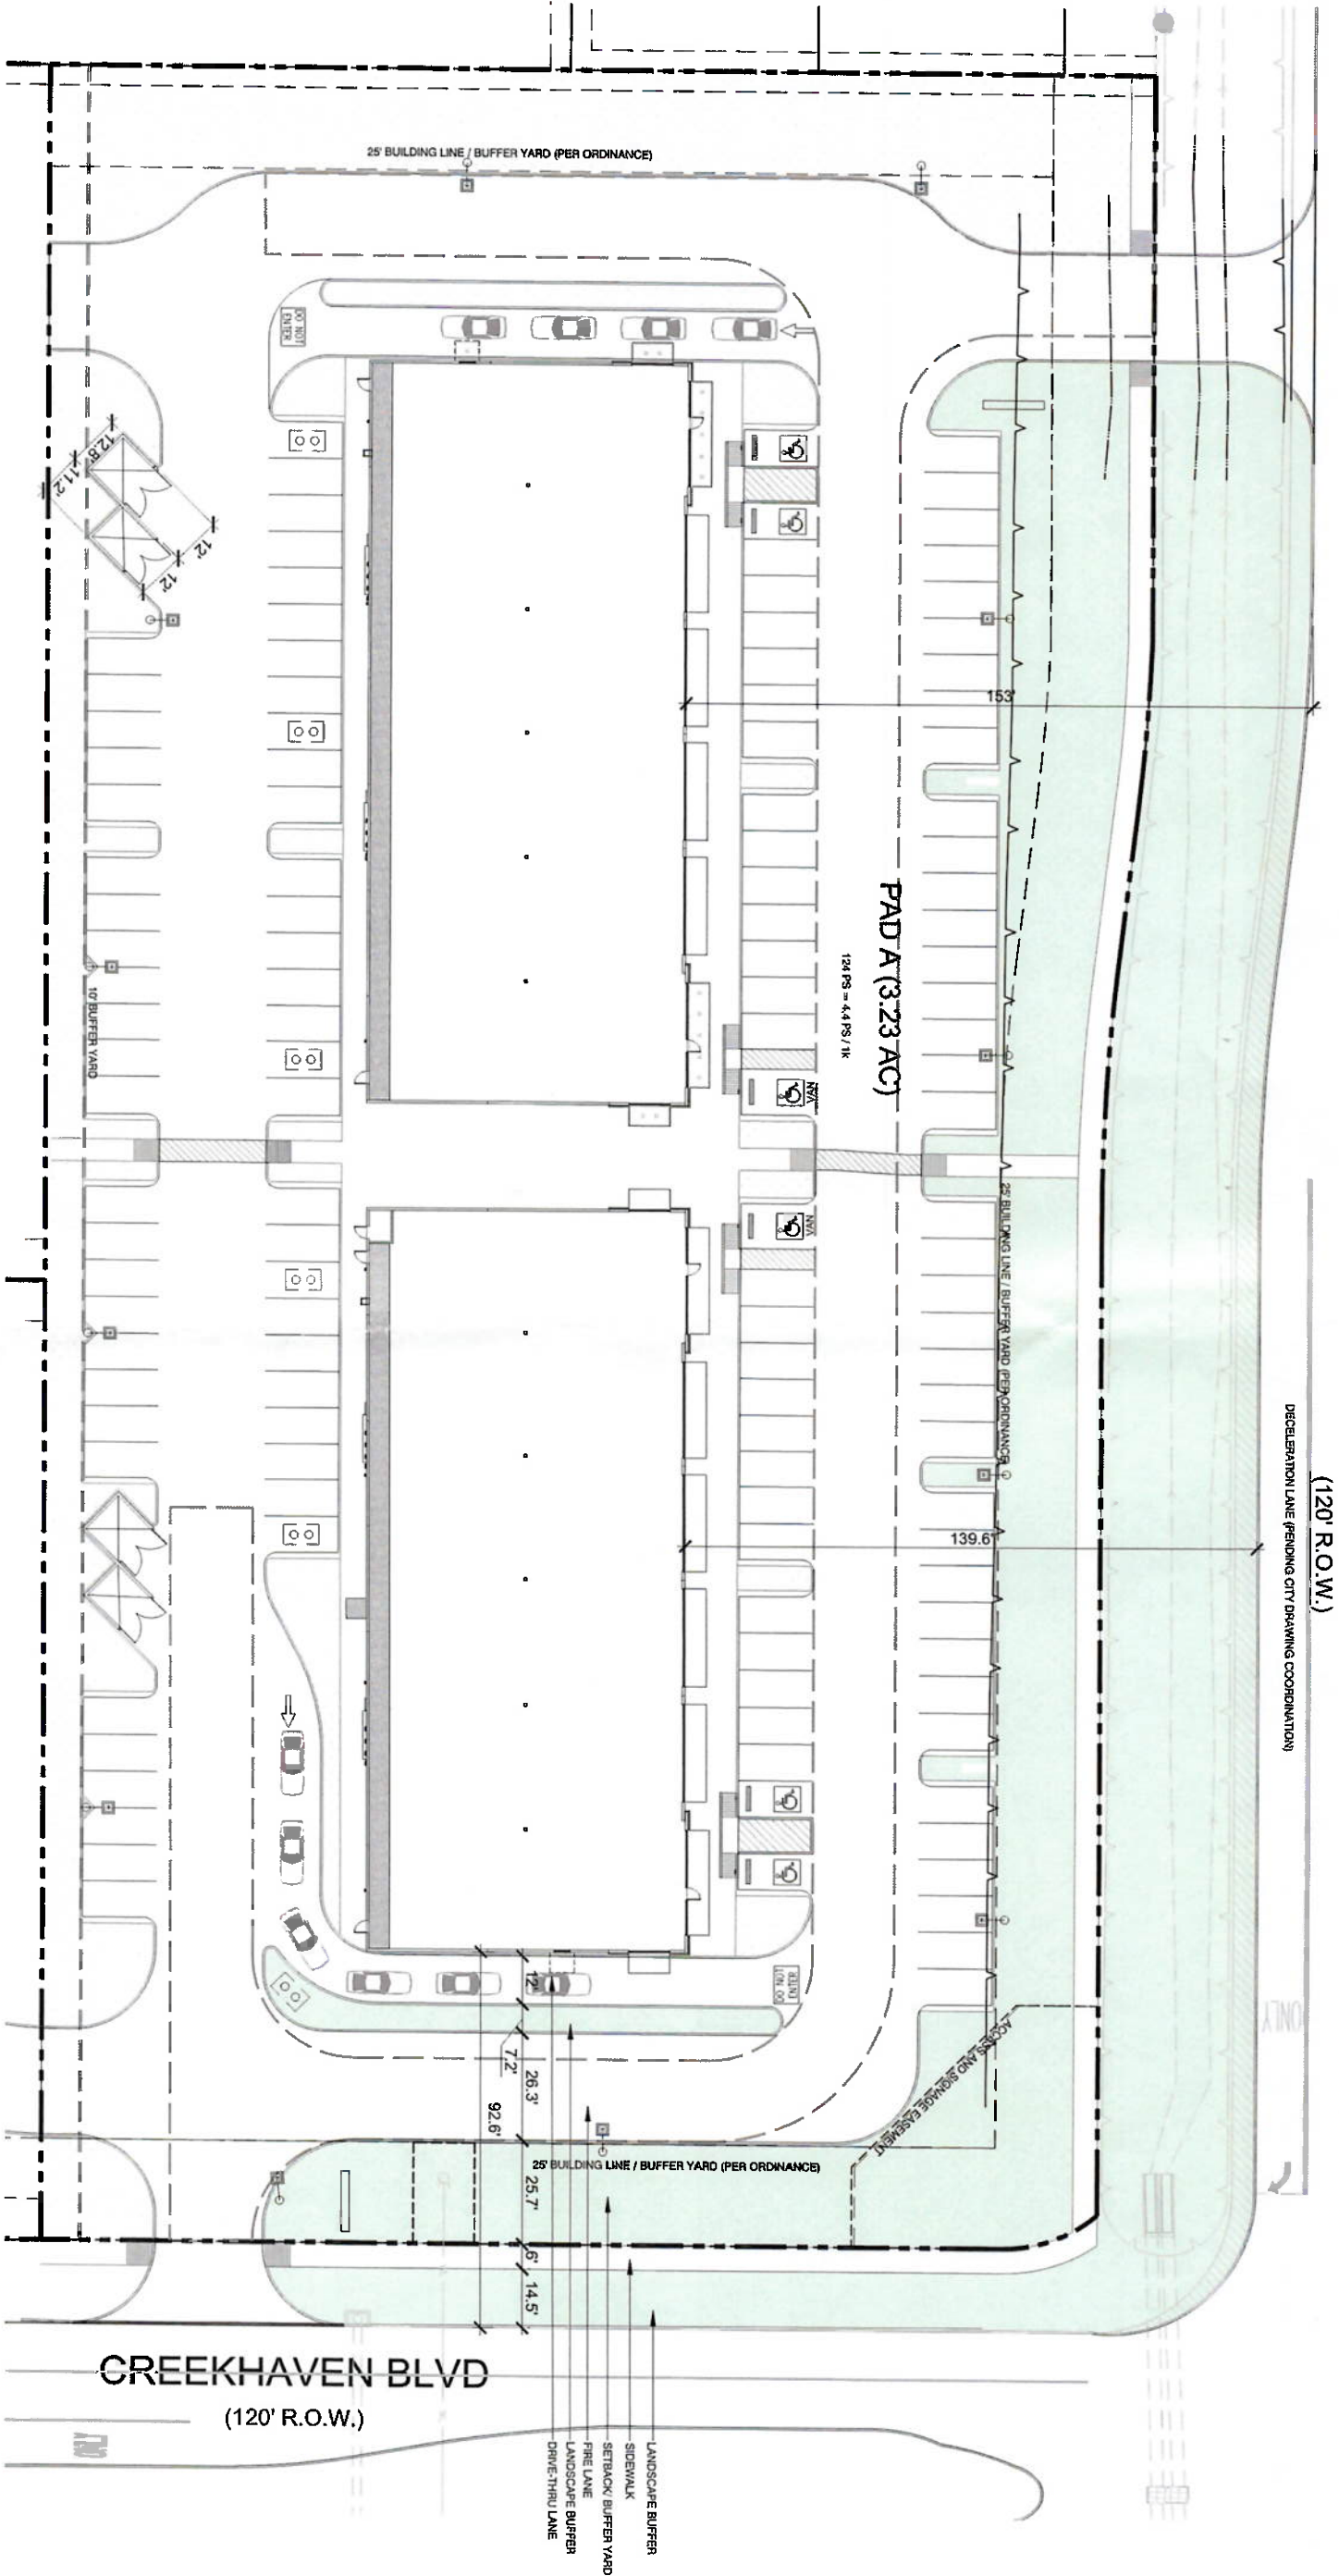 25' BUILDING LINE / BUFFER YARD (PER ORDINANCE)
DO NOT
ENTER
12.8'
11.2'
12'
12'
153'
PAD A (3.23 AC)
124 PS = 4.4 PS / 1k
10' BUFFER YARD
VAN
VAN
25' BUILDING LINE / BUFFER YARD (PER ORDINANCE)
(120' R.O.W.)
DECELERATION LANE (PENDING CITY DRAWING COORDINATION)
139.6'
DO NOT
ENTER
ONLY
ACCESS AND SIGNAGE EASEMENT
12'
7.2'
26.3'
92.6'
25' BUILDING LINE / BUFFER YARD (PER ORDINANCE)
25.7'
6'
14.5'
CREEKHAVEN BLVD
(120' R.O.W.)
LANDSCAPE BUFFER
SIDEWALK
SETBACK/ BUFFER YARD
FIRE LANE
LANDSCAPE BUFFER
DRIVE-THRU LANE